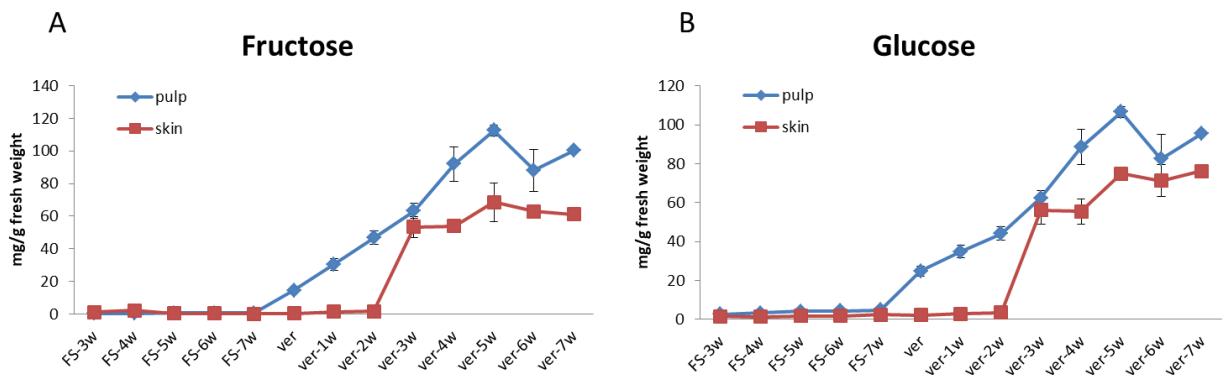 A
Fructose
mg/g fresh weight
140
120
100
80
60
40
20
0
pulp
skin
FS-3w
FS-4w
FS-5w
FS-6w
FS-7w
ver
ver-1w
ver-2w
ver-3w
ver-4w
ver-5w
ver-6w
ver-7w
B
Glucose
mg/g fresh weight
120
100
80
60
40
20
0
pulp
skin
FS-3w
FS-4w
FS-5w
FS-6w
FS-7w
ver
ver-1w
ver-2w
ver-3w
ver-4w
ver-5w
ver-6w
ver-7w